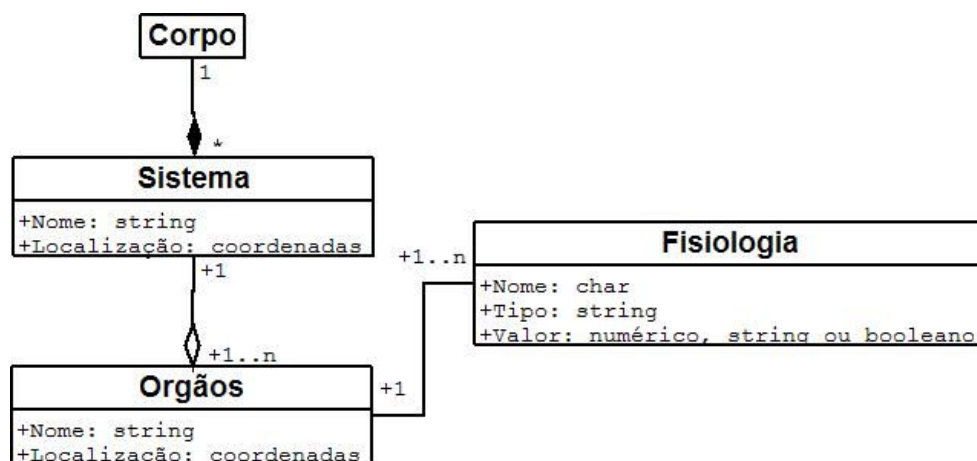 Corpo
1
*
Sistema
+Nome: string
+Localização: coordenadas
+1
+1..n
Orgãos
+Nome: string
+Localização: coordenadas
+1
+1..n
Fisiologia
+Nome: char
+Tipo: string
+Valor: numérico, string ou booleano